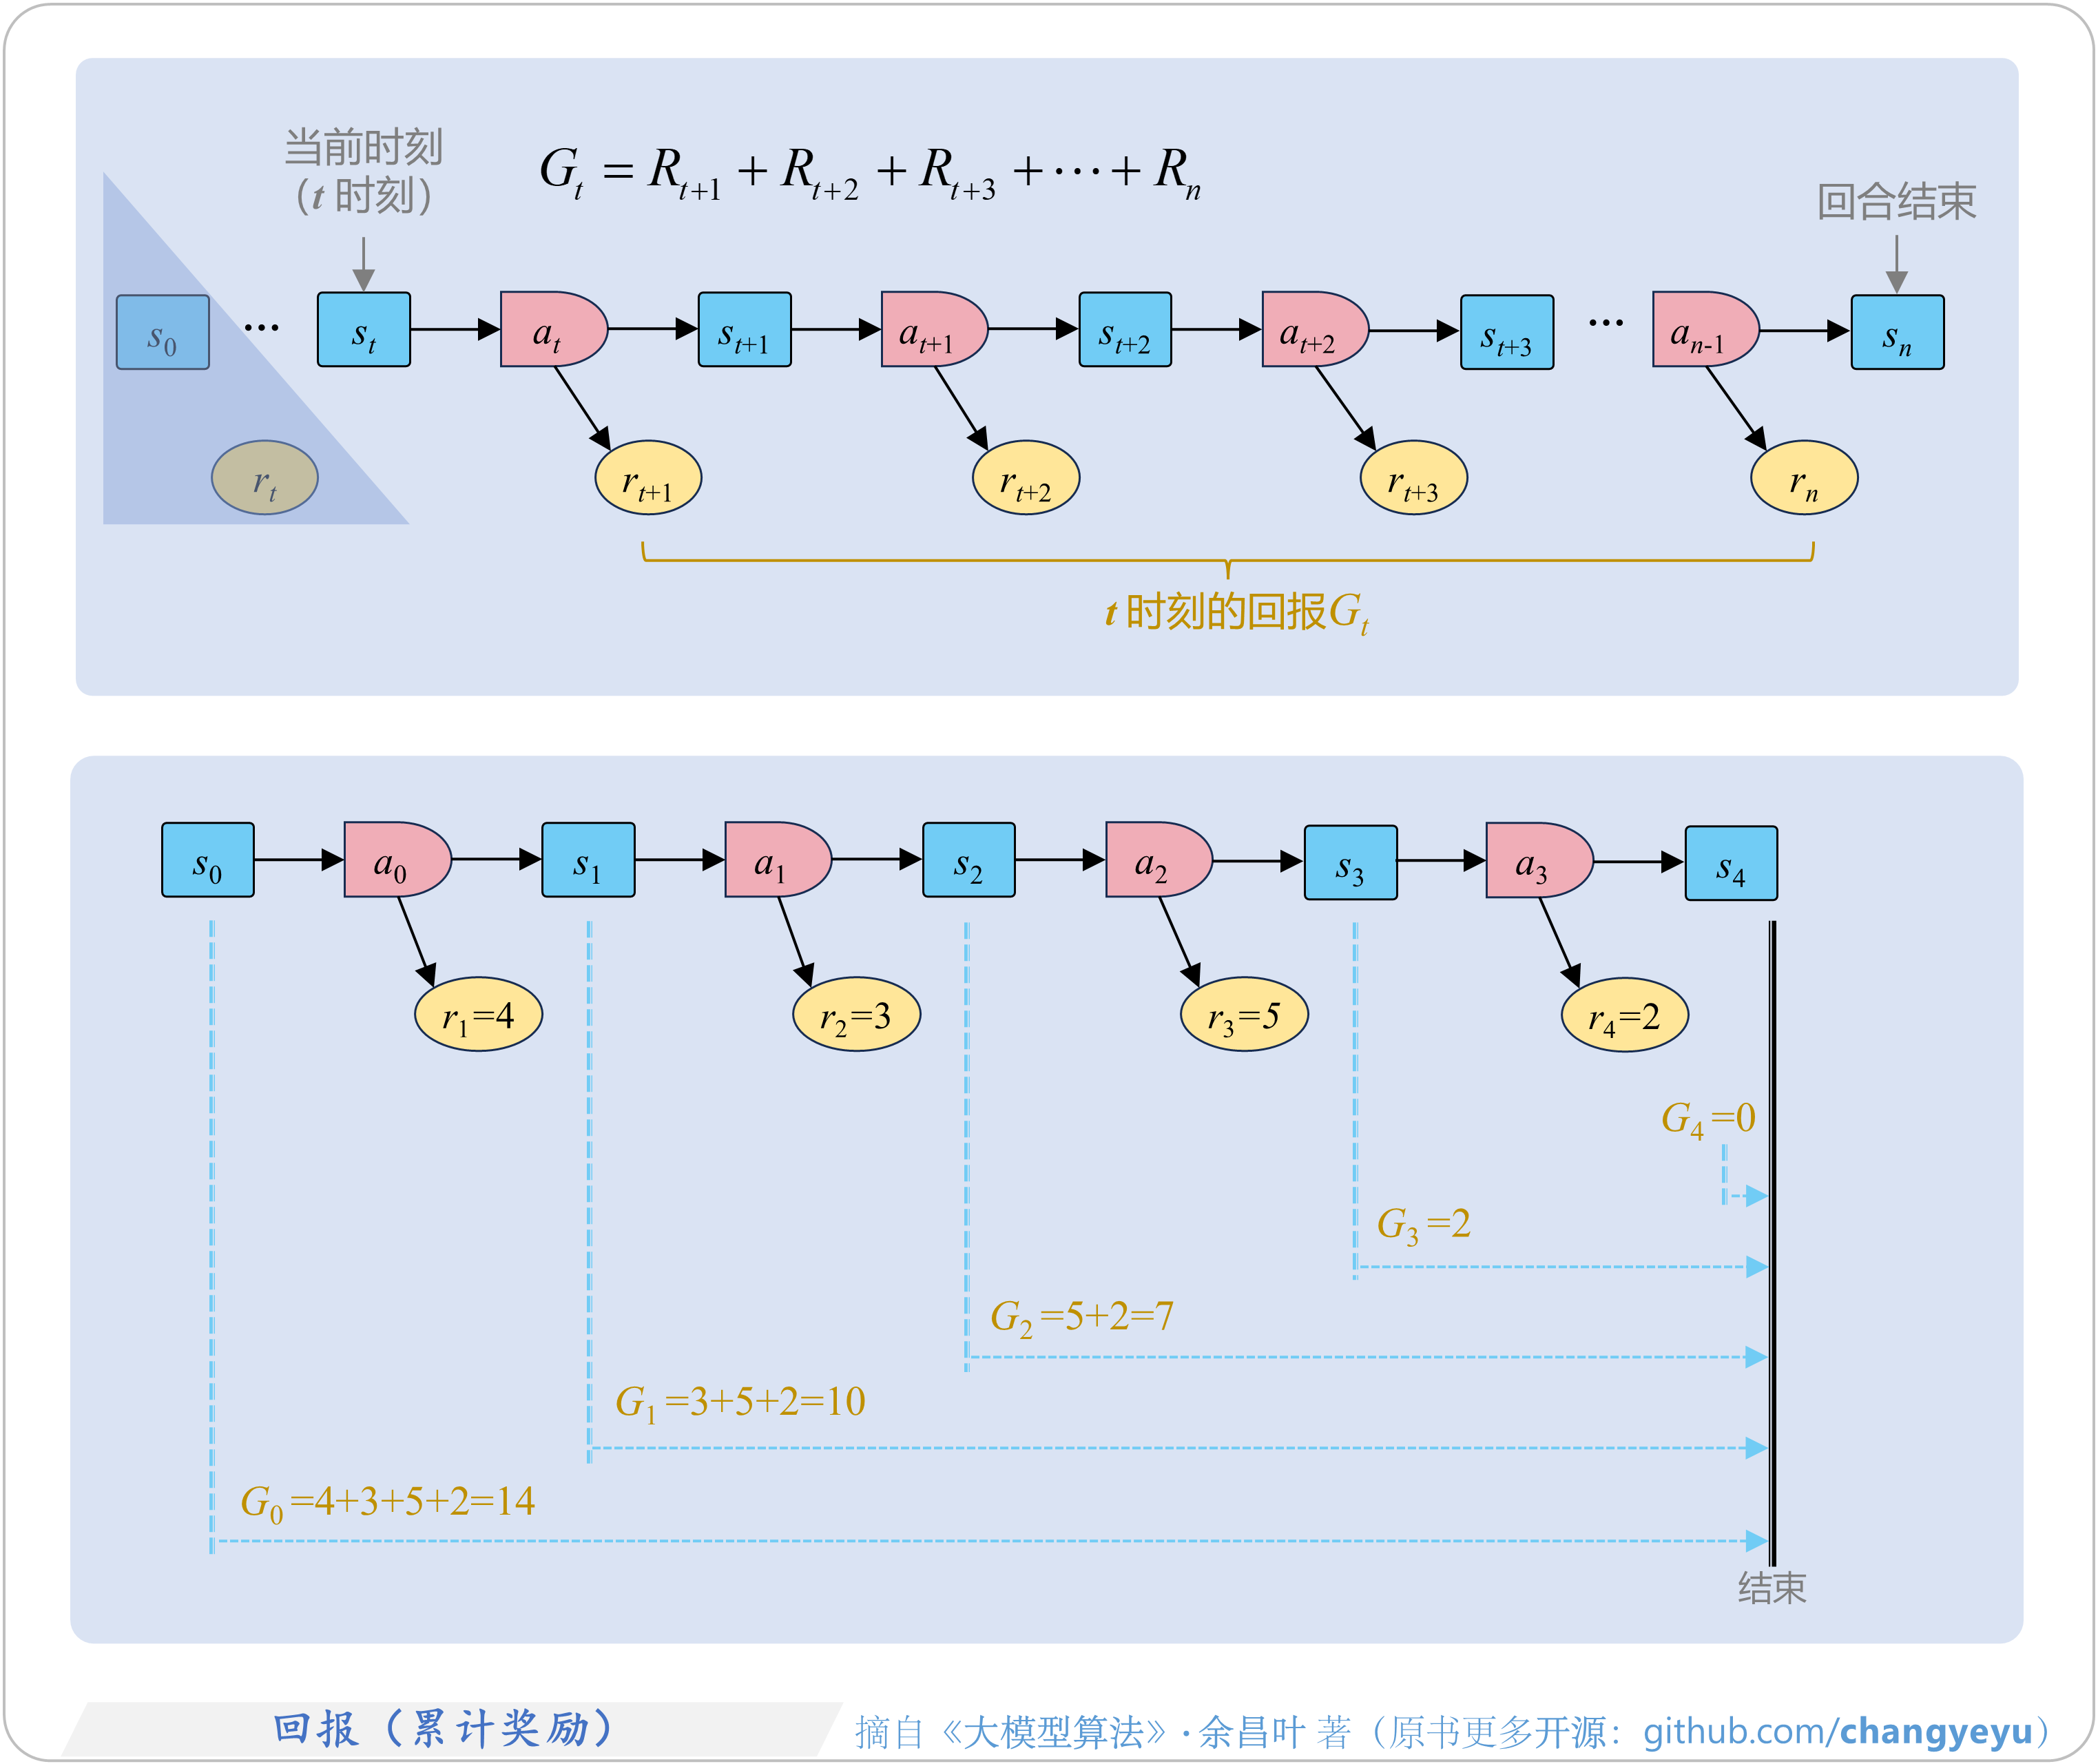 当前时刻
(t 时刻)
G_t = R_{t+1} + R_{t+2} + R_{t+3} + ··· + R_n
回合结束
s_0 ··· s_t a_t s_{t+1} a_{t+1} s_{t+2} a_{t+2} s_{t+3} ··· a_{n-1} s_n
r_t r_{t+1} r_{t+2} r_{t+3} r_n
t 时刻的回报G_t
s_0 a_0 s_1 a_1 s_2 a_2 s_3 a_3 s_4
r_1=4 r_2=3 r_3=5 r_4=2
G_4=0
G_3=2
G_2=5+2=7
G_1=3+5+2=10
G_0=4+3+5+2=14
结束
回报（累计奖励）
摘自《大模型算法》·余昌叶 著（原书更多开源：github.com/changyeyu）